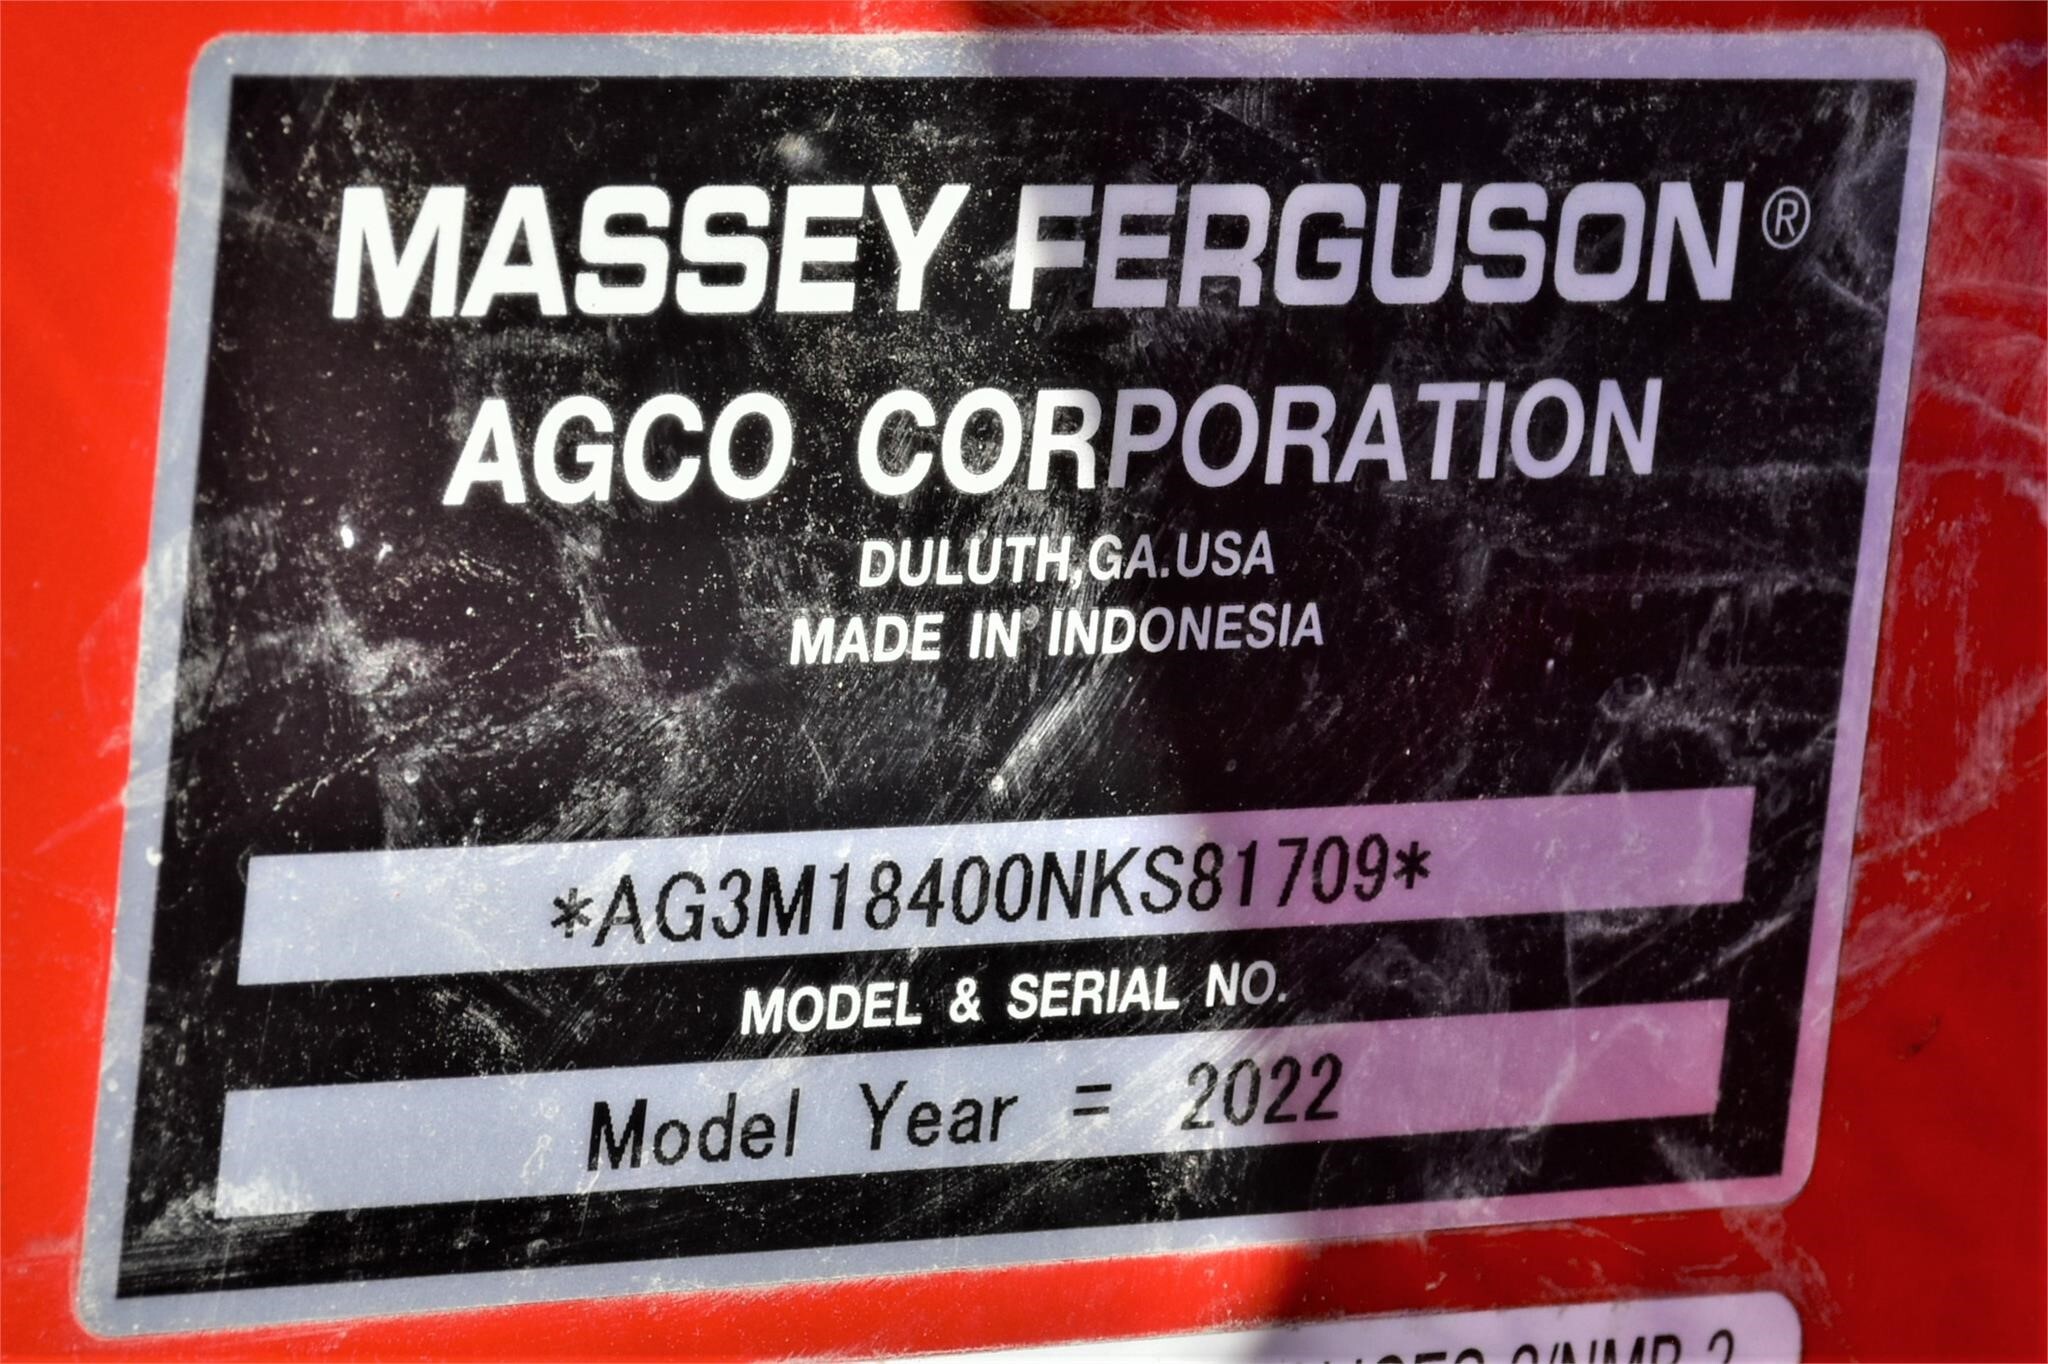 MASSEY FERGUSON®
AGCO CORPORATION
DULUTH,GA.USA
MADE IN INDONESIA
*AG3M18400NKS81709*
MODEL & SERIAL NO.
Model Year = 2022